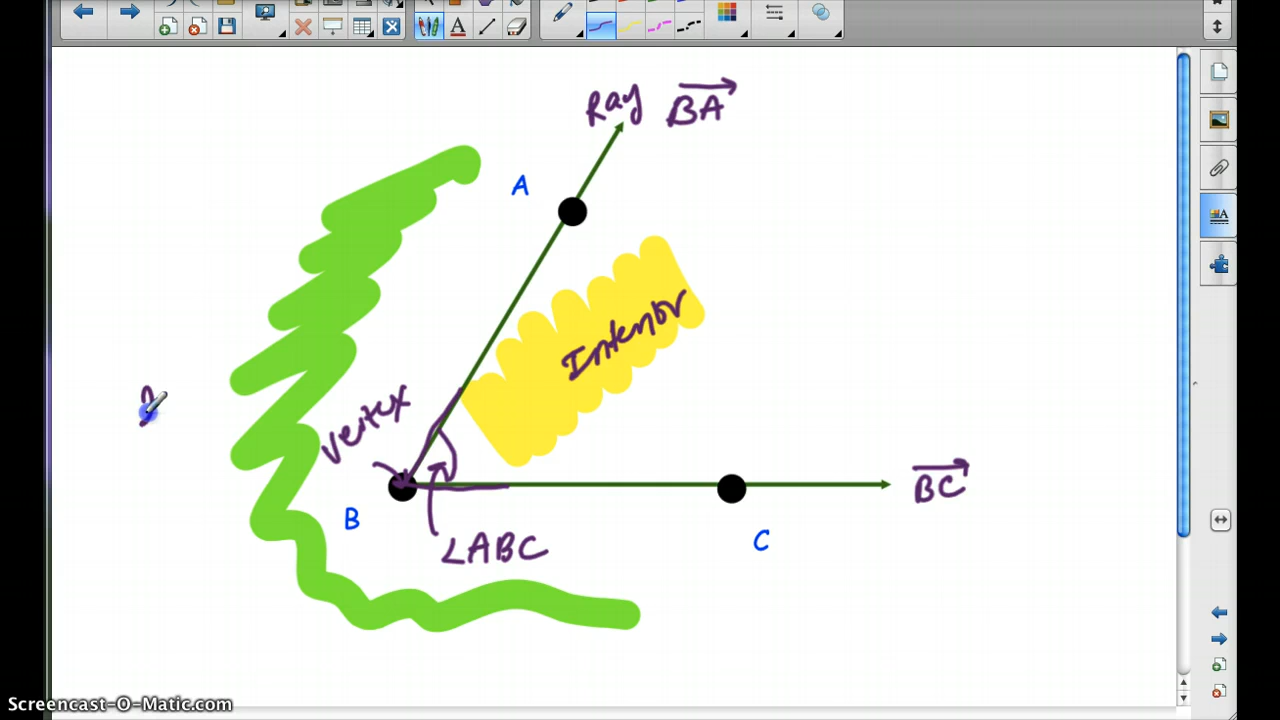 Ray BA
A
Interior
Vertex
BC
B
∠ABC
C
Screencast-O-Matic.com